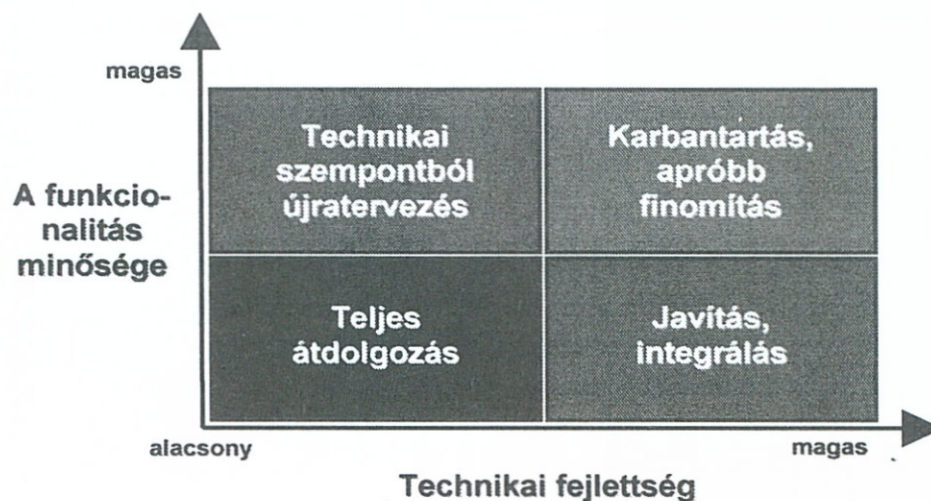 magas
Technikai
szempontból
újratervezés
Karbantartás,
apróbb
finomítás
A funkcio-
nalitás
minősége
Teljes
átdolgozás
Javítás,
integrálás
alacsony
magas
Technikai fejlettség